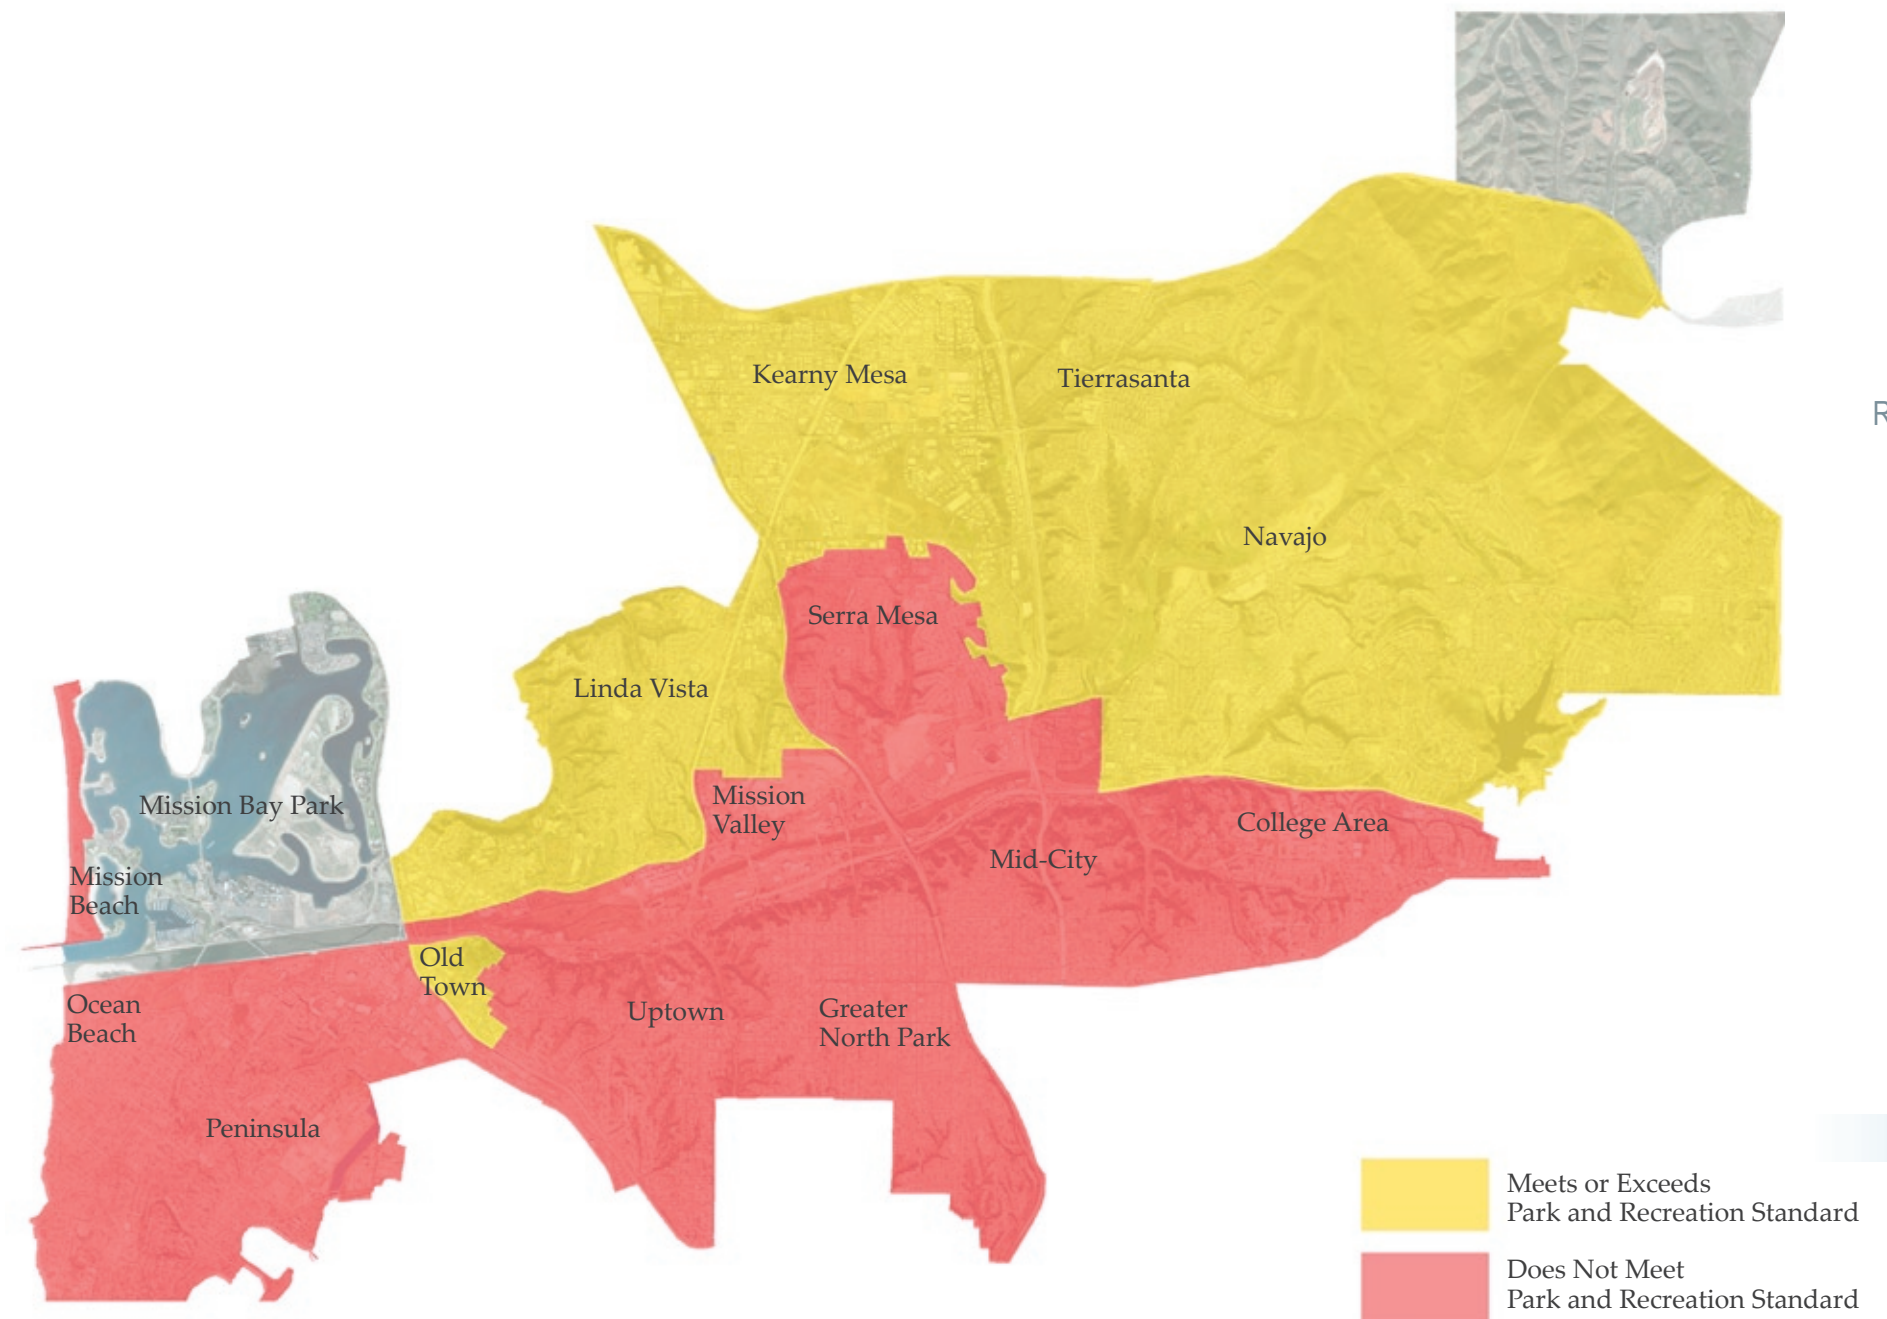 Kearny Mesa
Tierrasanta
R
Navajo
Serra Mesa
Linda Vista
Mission Bay Park
Mission
Valley
College Area
Mid-City
Mission
Beach
Old
Town
Ocean
Beach
Uptown
Greater
North Park
Peninsula
Meets or Exceeds
Park and Recreation Standard
Does Not Meet
Park and Recreation Standard